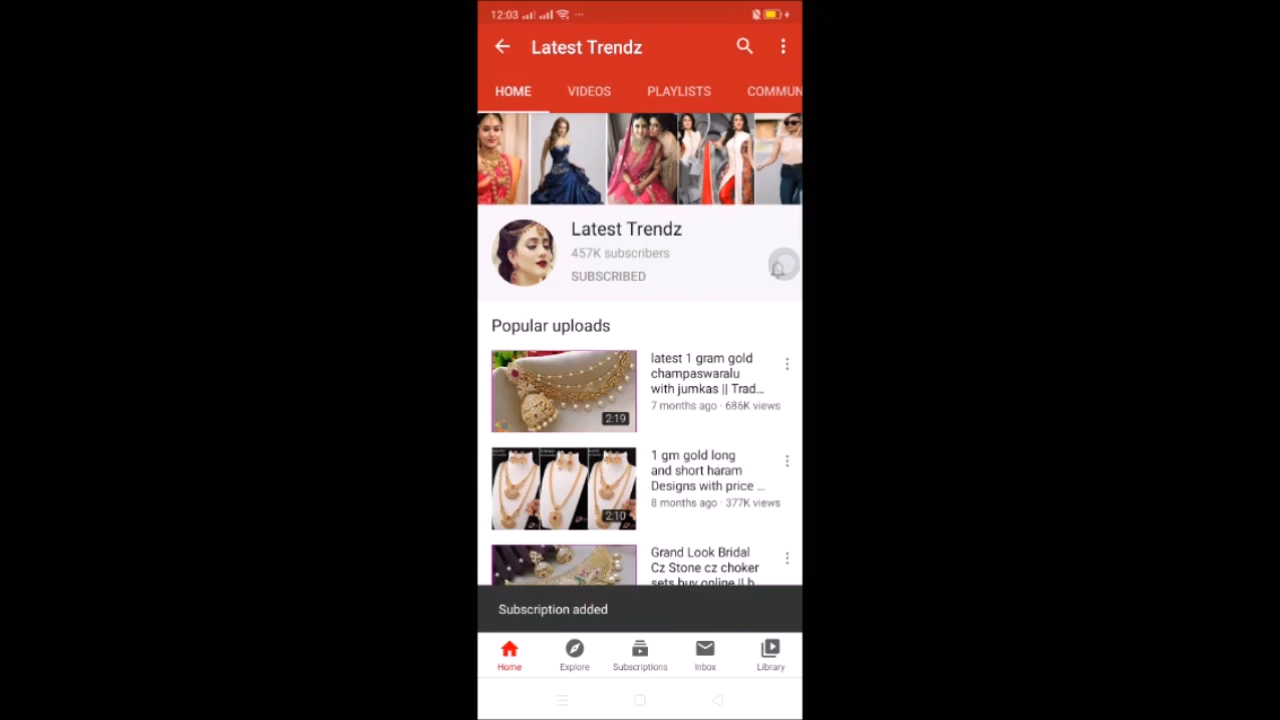 12:03
Latest Trendz
HOME VIDEOS PLAYLISTS COMMUN
Latest Trendz
457K subscribers
SUBSCRIBED
Popular uploads
latest 1 gram gold
champaswaralu
with jumkas || Trad...
7 months ago · 686K views
2:19
1 gm gold long
and short haram
Designs with price ...
8 months ago · 377K views
2:10
Grand Look Bridal
Cz Stone cz choker
sets buy online ||
Subscription added
Home Explore Subscriptions Inbox Library